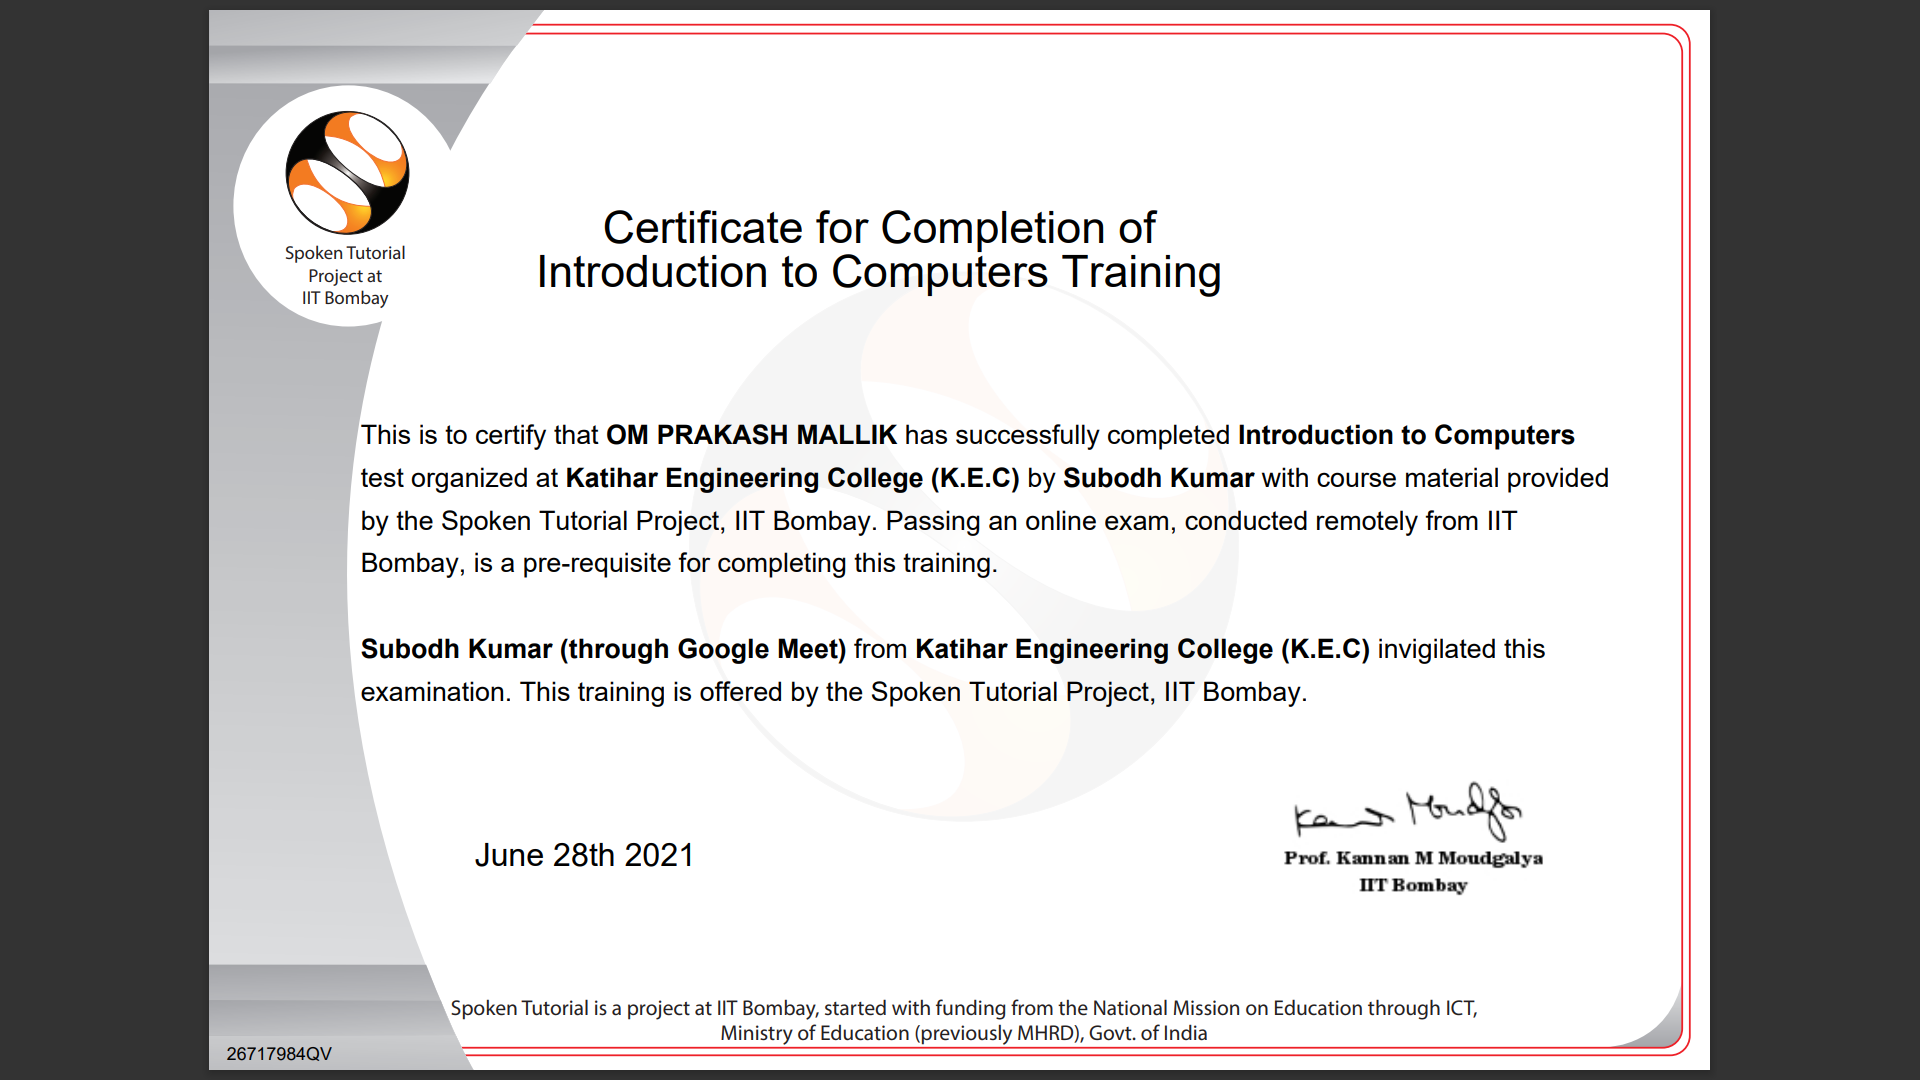 Spoken Tutorial
Project at
IIT Bombay
Certificate for Completion of
Introduction to Computers Training
This is to certify that OM PRAKASH MALLIK has successfully completed Introduction to Computers
test organized at Katihar Engineering College (K.E.C) by Subodh Kumar with course material provided
by the Spoken Tutorial Project, IIT Bombay. Passing an online exam, conducted remotely from IIT
Bombay, is a pre-requisite for completing this training.
Subodh Kumar (through Google Meet) from Katihar Engineering College (K.E.C) invigilated this
examination. This training is offered by the Spoken Tutorial Project, IIT Bombay.
June 28th 2021
Kannan Moudgalya
Prof. Kannan M Moudgalya
IIT Bombay
Spoken Tutorial is a project at IIT Bombay, started with funding from the National Mission on Education through ICT,
Ministry of Education (previously MHRD), Govt. of India
26717984QV